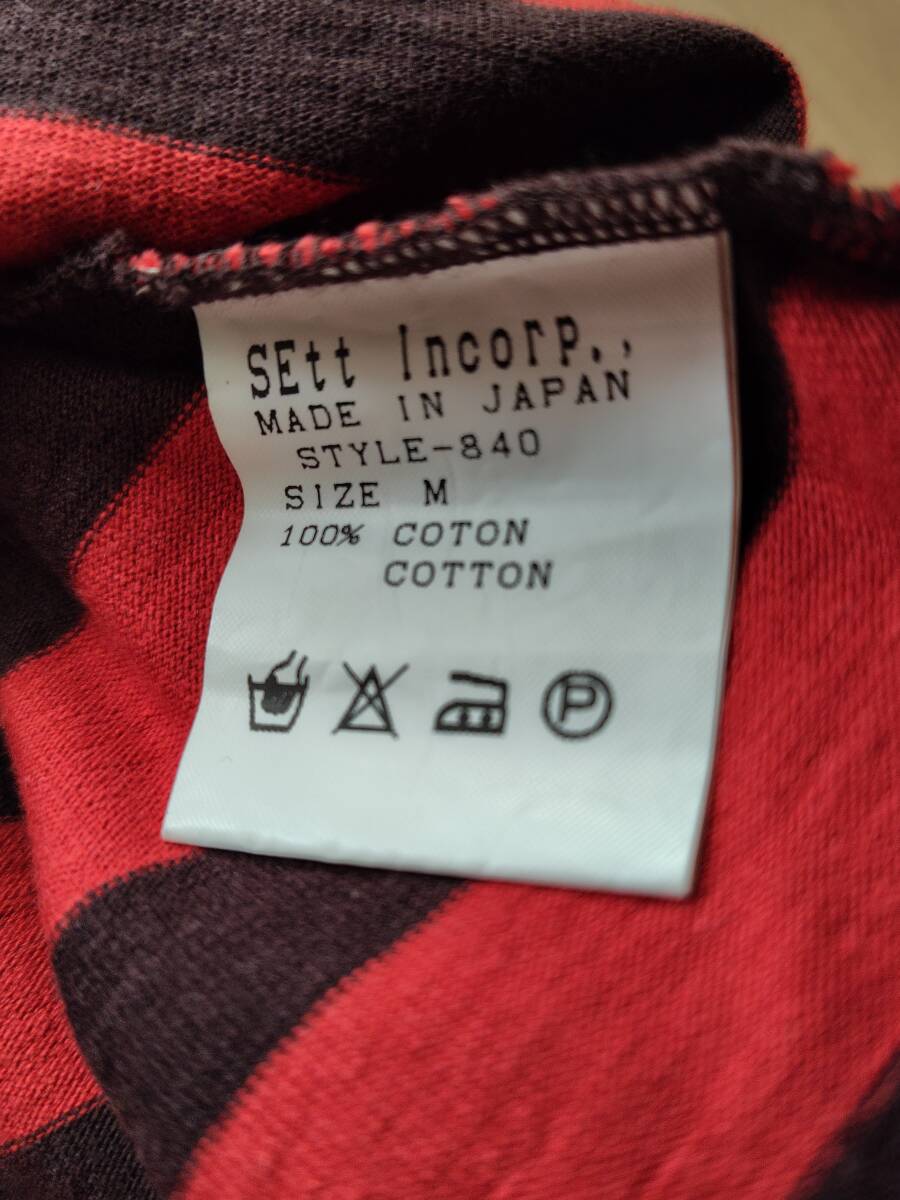 SEtt Incorp.,
MADE IN JAPAN
STYLE-840
SIZE M
100% COTON
COTTON
P